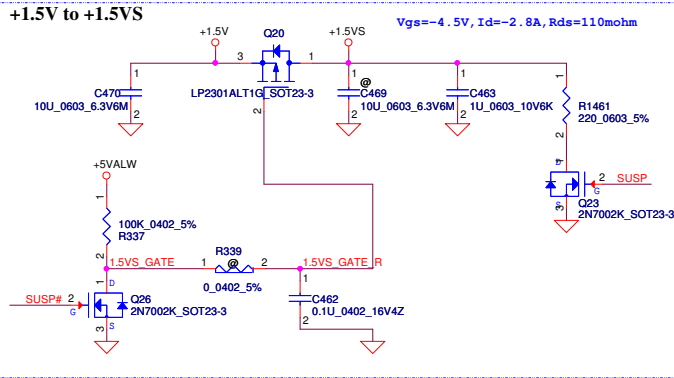 +1.5V to +1.5VS
Vgs=-4.5V,Id=-2.8A,Rds=110mohm
+1.5V
Q20
+1.5VS
3
1
1
C470
10U_0603_6.3V6M
2
LP2301ALT1G_SOT23-3
2
1
@
C469
10U_0603_6.3V6M
2
1
C463
1U_0603_10V6K
2
1
R1461
220_0603_5%
2
1
D
2
SUSP
G
S
3
Q23
2N7002K_SOT23-3
+5VALW
1
100K_0402_5%
R337
2
1.5VS_GATE
R339
1
@
2
0_0402_5%
1.5VS_GATE_R
1
D
SUSP#
2
G
Q26
2N7002K_SOT23-3
S
3
1
C462
0.1U_0402_16V4Z
2